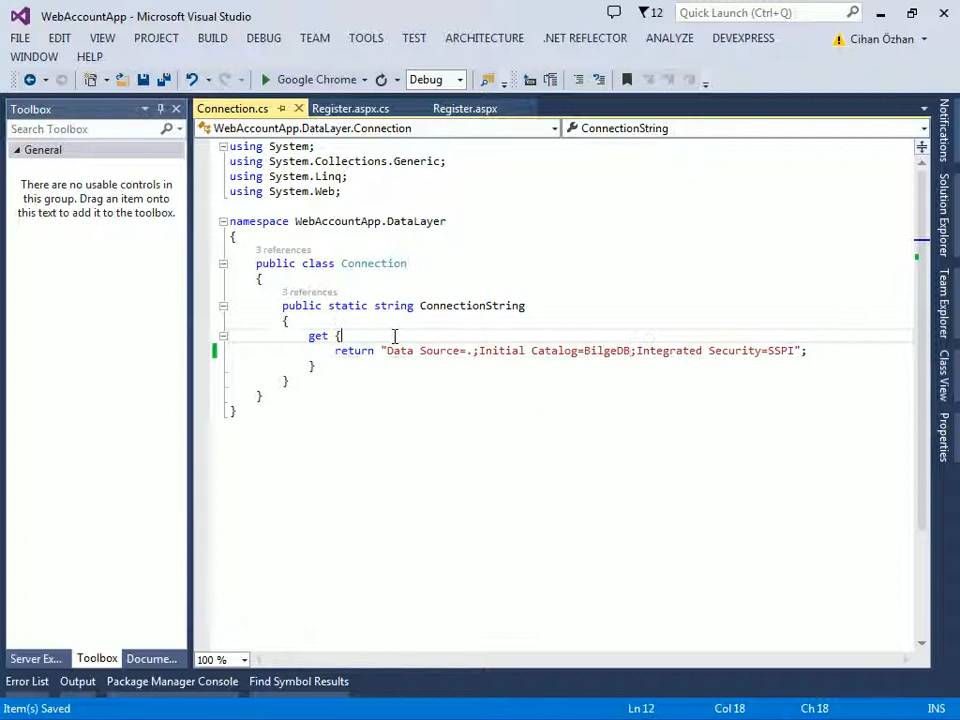 WebAccountApp - Microsoft Visual Studio
12
Quick Launch (Ctrl+Q)
FILE EDIT VIEW PROJECT BUILD DEBUG TEAM TOOLS TEST ARCHITECTURE .NET REFLECTOR ANALYZE DEVEXPRESS
Cihan Özhan
WINDOW HELP
Google Chrome
Debug
Toolbox
Connection.cs
Register.aspx.cs
Register.aspx
Search Toolbox
WebAccountApp.DataLayer.Connection
ConnectionString
General
There are no usable controls in
this group. Drag an item onto
this text to add it to the toolbox.
using System;
using System.Collections.Generic;
using System.Linq;
using System.Web;
namespace WebAccountApp.DataLayer
{
3 references
public class Connection
{
3 references
public static string ConnectionString
{
get {
return "Data Source=.;Initial Catalog=BilgeDB;Integrated Security=SSPI";
}
}
}
}
Notifications
Solution Explorer
Team Explorer
Class View
Properties
Server Ex...
Toolbox
Docume...
100 %
Error List
Output
Package Manager Console
Find Symbol Results
Item(s) Saved
Ln 12
Col 18
Ch 18
INS